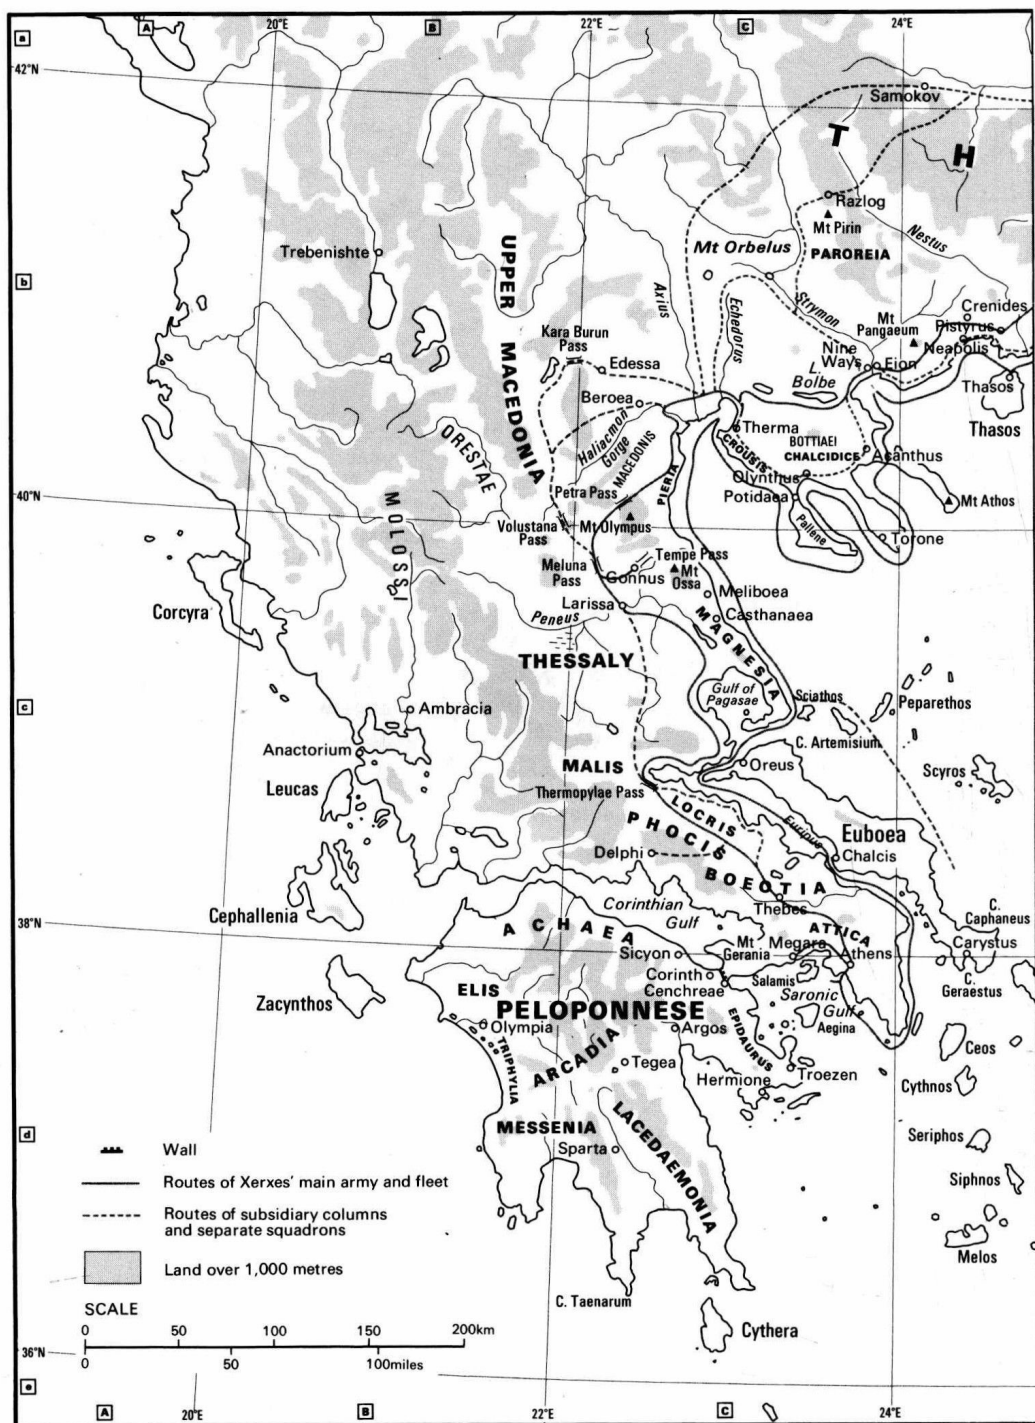 A
20°E
B
22°E
C
24°E
a
42°N
Samokov
T
H
Razlog
Mt Pirin
Mt Orbelus
PAROREIA
Nestus
Trebenishte
UPPER MACEDONIA
b
Axius
Echedorus
Strymon
Crenides
Mt Pangaeum
Pistyrus
Neapolis
Kara Burun Pass
Edessa
Nine Ways
Eion
L. Bolbe
Thasos
Beroea
Therma
Thasos
Haliacmon Gorge
MACEDONIS
ORESTAE
CROUSIS
BOTTIAEI
CHALCIDICE
Acanthus
PIERIA
Olynthus
Potidaea
40°N
Petra Pass
Mt Athos
MOLOSSI
Volustana Pass
Mt Olympus
Pallene
Torone
Tempe Pass
Meluna Pass
Gonnus
Mt Ossa
Meliboea
Corcyra
Larissa
Casthanaea
Peneus
MAGNESIA
THESSALY
Gulf of Pagasae
Sciathos
Peparethos
c
Ambracia
C. Artemisium
Anactorium
Oreus
MALIS
Scyros
Leucas
Thermopylae Pass
LOCRIS
PHOCIS
Euripus
Euboea
Delphi
Chalcis
BOEOTIA
Cephallenia
Corinthian Gulf
Thebes
38°N
ACHAEA
ATTICA
C. Caphaneus
Mt Gerania
Megara
Athens
Carystus
Sicyon
Corinth
Salamis
Cenchreae
C. Geraestus
Zacynthos
ELIS
Saronic Gulf
PELOPONNESE
Aegina
Olympia
Argos
EPIDAURUS
Ceos
TRIPHYLIA
ARCADIA
Tegea
Troezen
Hermione
Cythnos
LACEDAEMONIA
MESSENIA
d
Seriphos
Sparta
Wall
Siphnos
Routes of Xerxes' main army and fleet
Routes of subsidiary columns
and separate squadrons
Melos
Land over 1,000 metres
SCALE
C. Taenarum
0 50 100 150 200km
Cythera
36°N
0 50 100miles
e
A
20°E
B
22°E
C
24°E